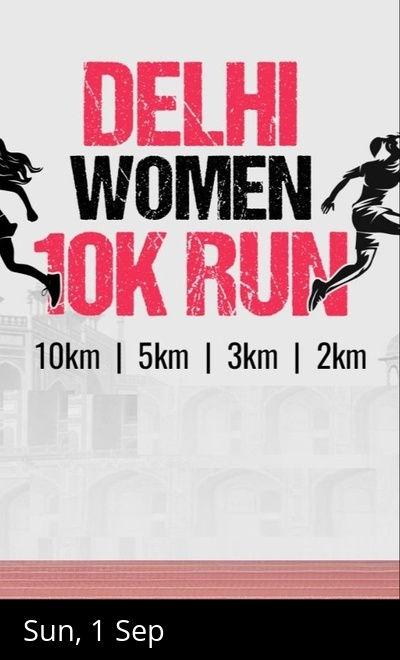 DELHI
WOMEN
10K RUN
10km | 5km | 3km | 2km
Sun, 1 Sep